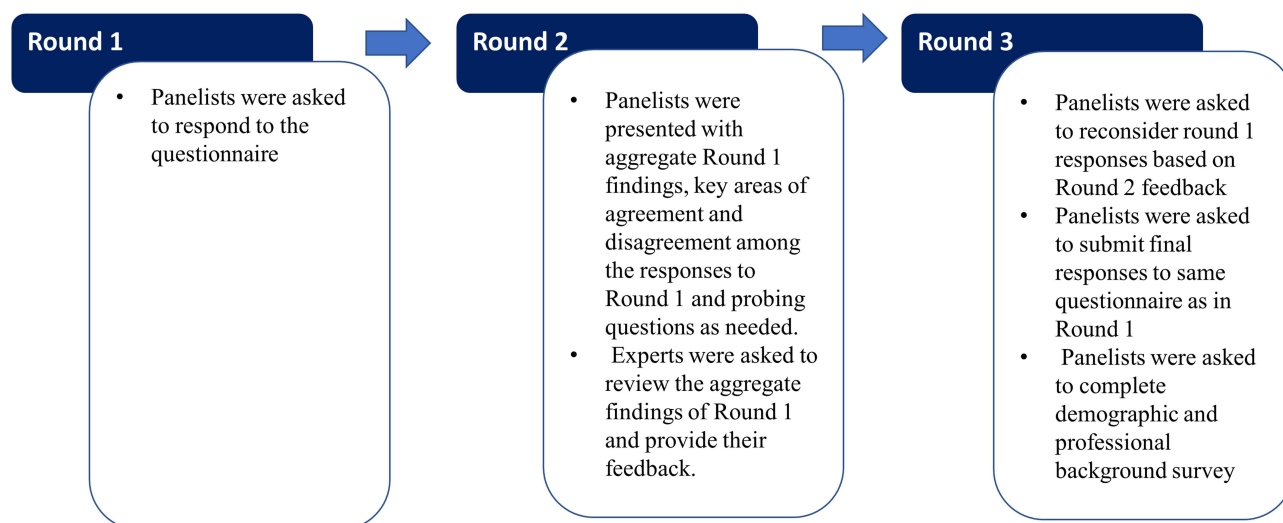 Round 1
• Panelists were asked
to respond to the
questionnaire
Round 2
• Panelists were
presented with
aggregate Round 1
findings, key areas of
agreement and
disagreement among
the responses to
Round 1 and probing
questions as needed.
• Experts were asked to
review the aggregate
findings of Round 1
and provide their
feedback.
Round 3
• Panelists were asked
to reconsider round 1
responses based on
Round 2 feedback
• Panelists were asked
to submit final
responses to same
questionnaire as in
Round 1
• Panelists were asked
to complete
demographic and
professional
background survey